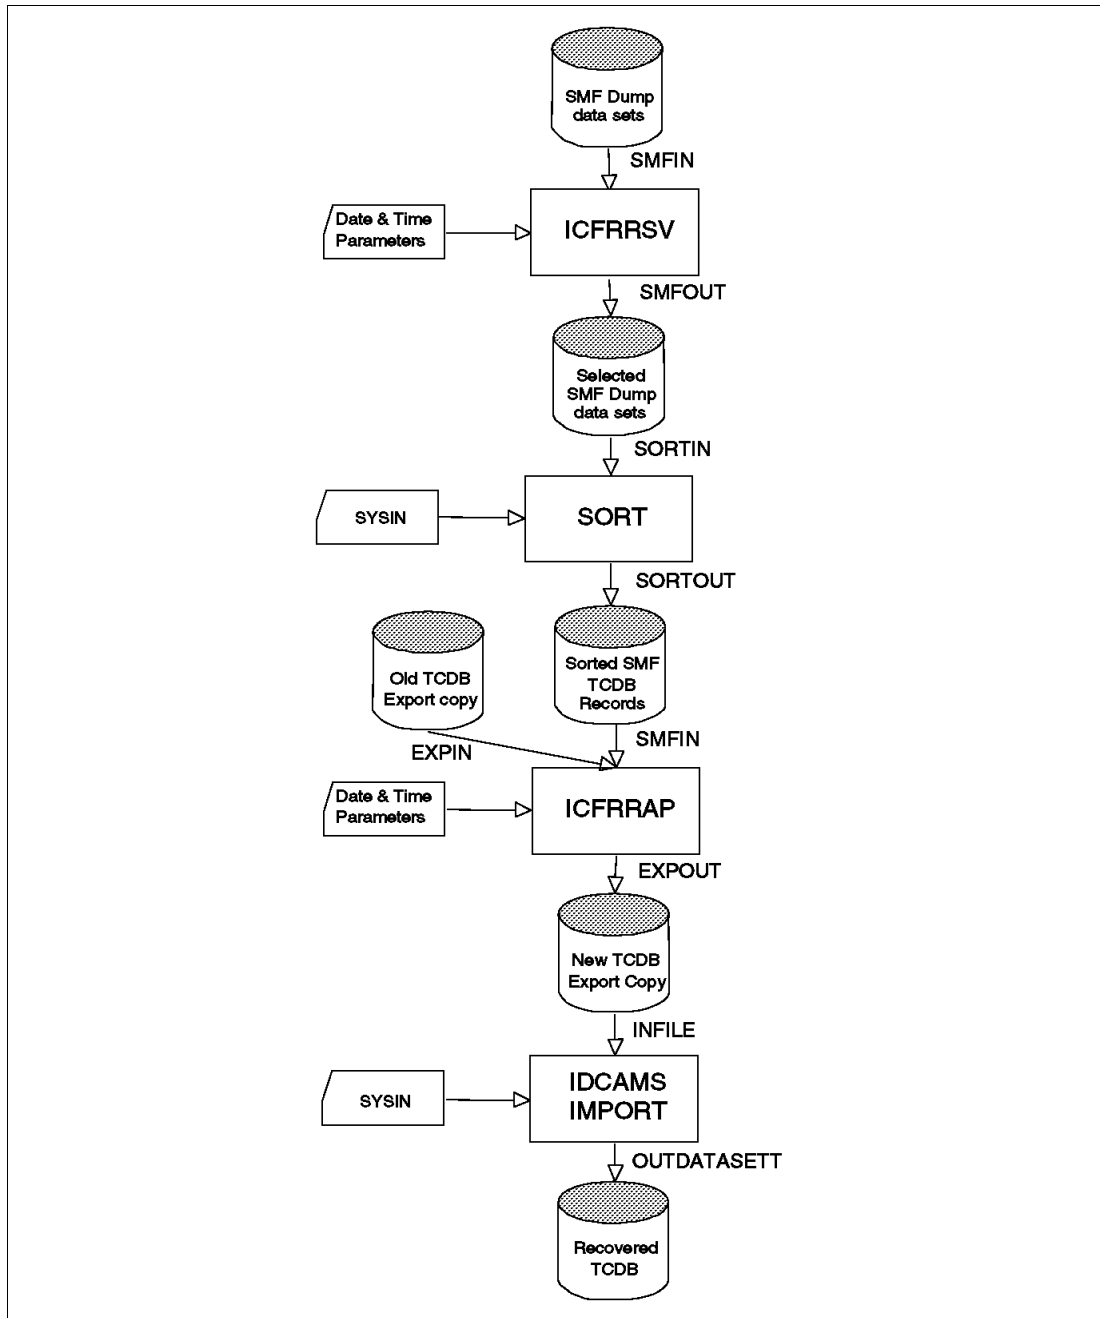 SMF Dump
data sets
SMFIN
Date & Time
Parameters
ICFRRSV
SMFOUT
Selected
SMF Dump
data sets
SORTIN
SYSIN
SORT
SORTOUT
Old TCDB
Export copy
Sorted SMF
TCDB
Records
EXPIN
SMFIN
Date & Time
Parameters
ICFRRAP
EXPOUT
New TCDB
Export Copy
INFILE
SYSIN
IDCAMS
IMPORT
OUTDATASETT
Recovered
TCDB